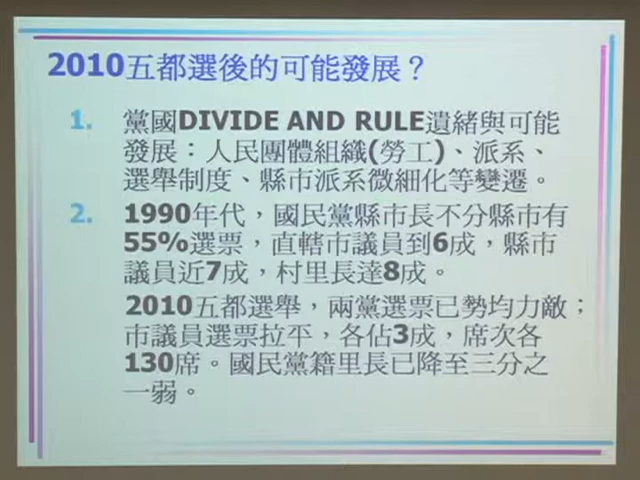 2010五都選後的可能發展？
1. 黨國DIVIDE AND RULE遺緒與可能
發展：人民團體組織(勞工)、派系、
選舉制度、縣市派系微細化等變遷。
2. 1990年代，國民黨縣市長不分縣市有
55%選票，直轄市議員到6成，縣市
議員近7成，村里長達8成。
2010五都選舉，兩黨選票已勢均力敵；
市議員選票拉平，各佔3成，席次各
130席。國民黨籍里長已降至三分之
一弱。